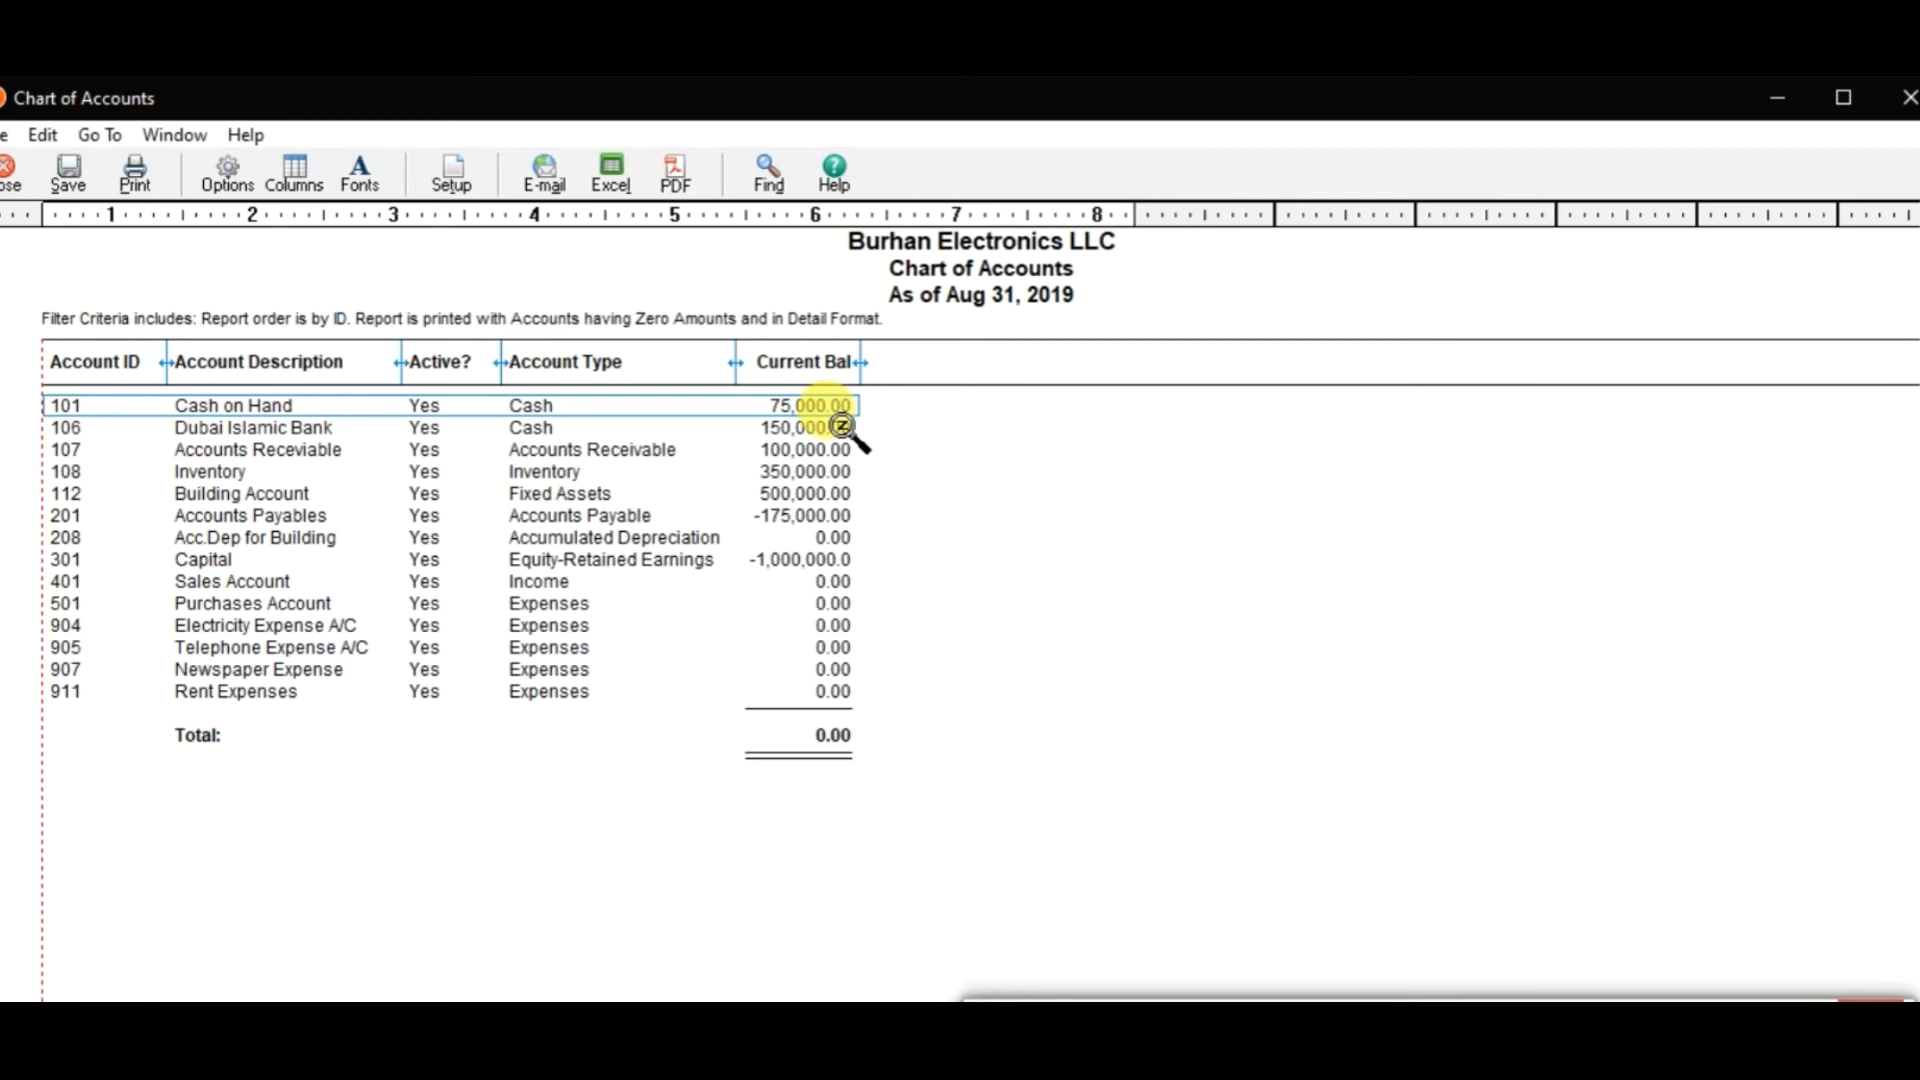 Chart of Accounts
e Edit Go To Window Help
ose Save Print Options Columns Fonts Setup E-mail Excel PDF Find Help
1 2 3 4 5 6 7 8
Burhan Electronics LLC
Chart of Accounts
As of Aug 31, 2019
Filter Criteria includes: Report order is by ID. Report is printed with Accounts having Zero Amounts and in Detail Format.
Account ID Account Description Active? Account Type Current Bal
101 Cash on Hand Yes Cash 75,000.00
106 Dubai Islamic Bank Yes Cash 150,000
107 Accounts Receviable Yes Accounts Receivable 100,000.00
108 Inventory Yes Inventory 350,000.00
112 Building Account Yes Fixed Assets 500,000.00
201 Accounts Payables Yes Accounts Payable -175,000.00
208 Acc.Dep for Building Yes Accumulated Depreciation 0.00
301 Capital Yes Equity-Retained Earnings -1,000,000.0
401 Sales Account Yes Income 0.00
501 Purchases Account Yes Expenses 0.00
904 Electricity Expense A/C Yes Expenses 0.00
905 Telephone Expense A/C Yes Expenses 0.00
907 Newspaper Expense Yes Expenses 0.00
911 Rent Expenses Yes Expenses 0.00
Total: 0.00